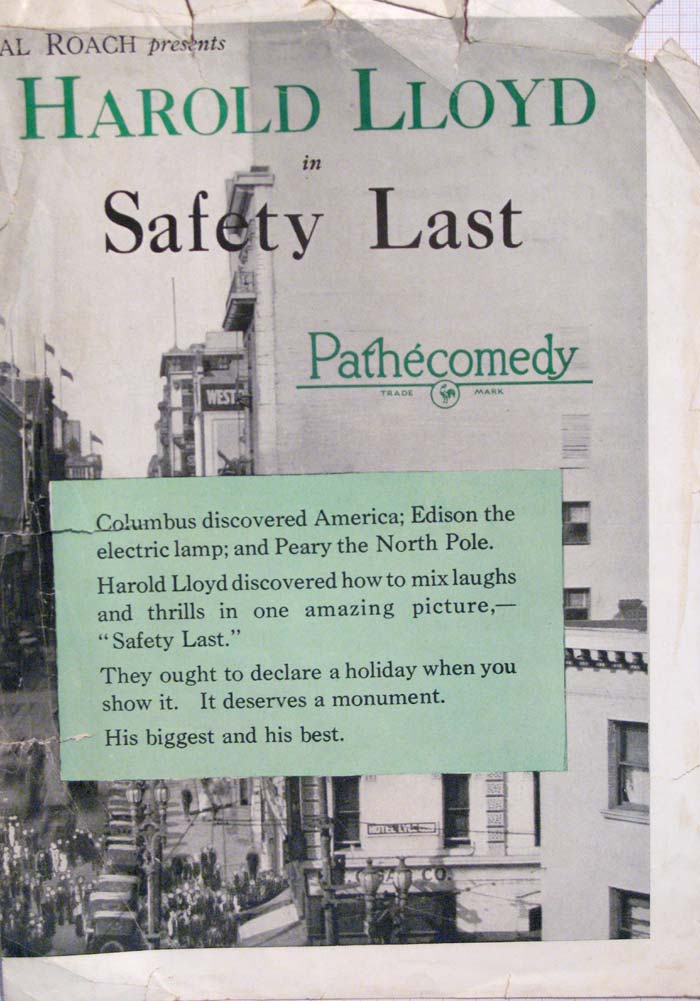 AL ROACH presents
HAROLD LLOYD
in
Safety Last
Pathécomedy
TRADE MARK
WEST
Columbus discovered America; Edison the
electric lamp; and Peary the North Pole.
Harold Lloyd discovered how to mix laughs
and thrills in one amazing picture,—
"Safety Last."
They ought to declare a holiday when you
show it. It deserves a monument.
His biggest and his best.
HOTEL
CO.